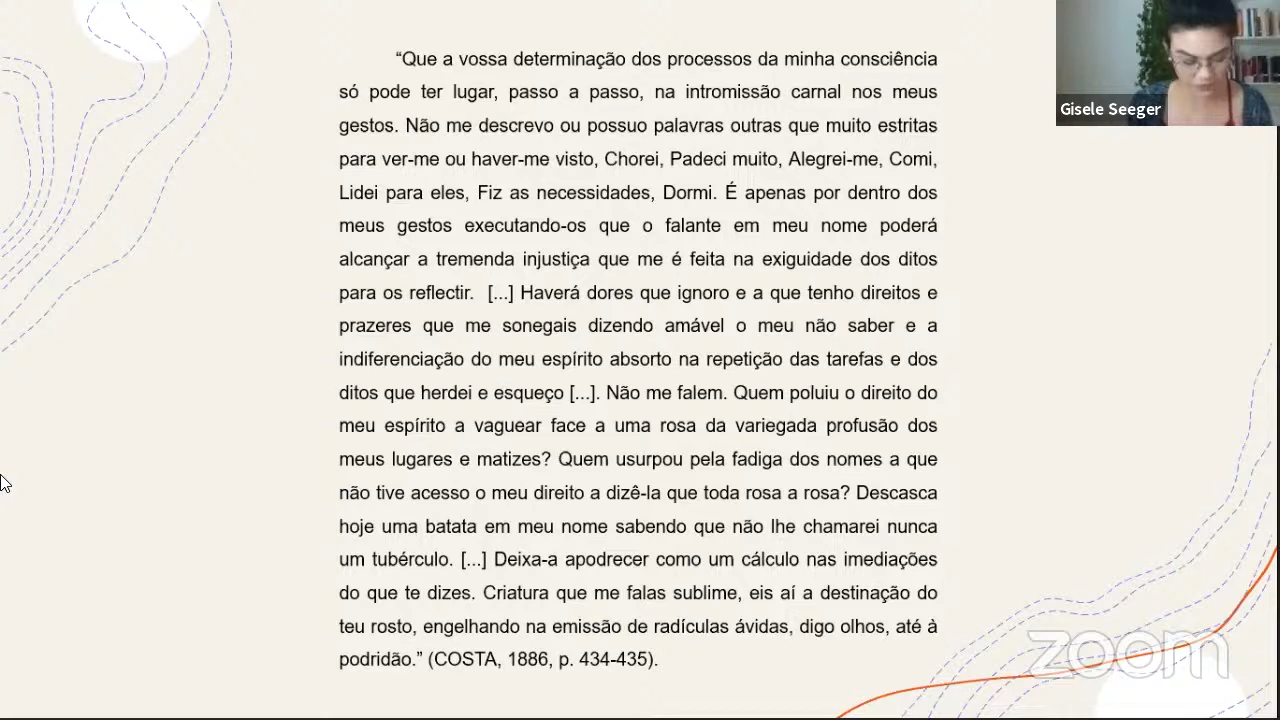 “Que a vossa determinação dos processos da minha consciência
só pode ter lugar, passo a passo, na intromissão carnal nos meus
gestos. Não me descrevo ou possuo palavras outras que muito estritas
para ver-me ou haver-me visto, Chorei, Padeci muito, Alegrei-me, Comi,
Lidei para eles, Fiz as necessidades, Dormi. É apenas por dentro dos
meus gestos executando-os que o falante em meu nome poderá
alcançar a tremenda injustiça que me é feita na exiguidade dos ditos
para os reflectir. [...] Haverá dores que ignoro e a que tenho direitos e
prazeres que me sonegais dizendo amável o meu não saber e a
indiferenciação do meu espírito absorto na repetição das tarefas e dos
ditos que herdei e esqueço [...]. Não me falem. Quem poluiu o direito do
meu espírito a vaguear face a uma rosa da variegada profusão dos
meus lugares e matizes? Quem usurpou pela fadiga dos nomes a que
não tive acesso o meu direito a dizê-la que toda rosa a rosa? Descasca
hoje uma batata em meu nome sabendo que não lhe chamarei nunca
um tubérculo. [...] Deixa-a apodrecer como um cálculo nas imediações
do que te dizes. Criatura que me falas sublime, eis aí a destinação do
teu rosto, engelhando na emissão de radículas ávidas, digo olhos, até à
podridão.” (COSTA, 1886, p. 434-435).
Gisele Seeger
zoom